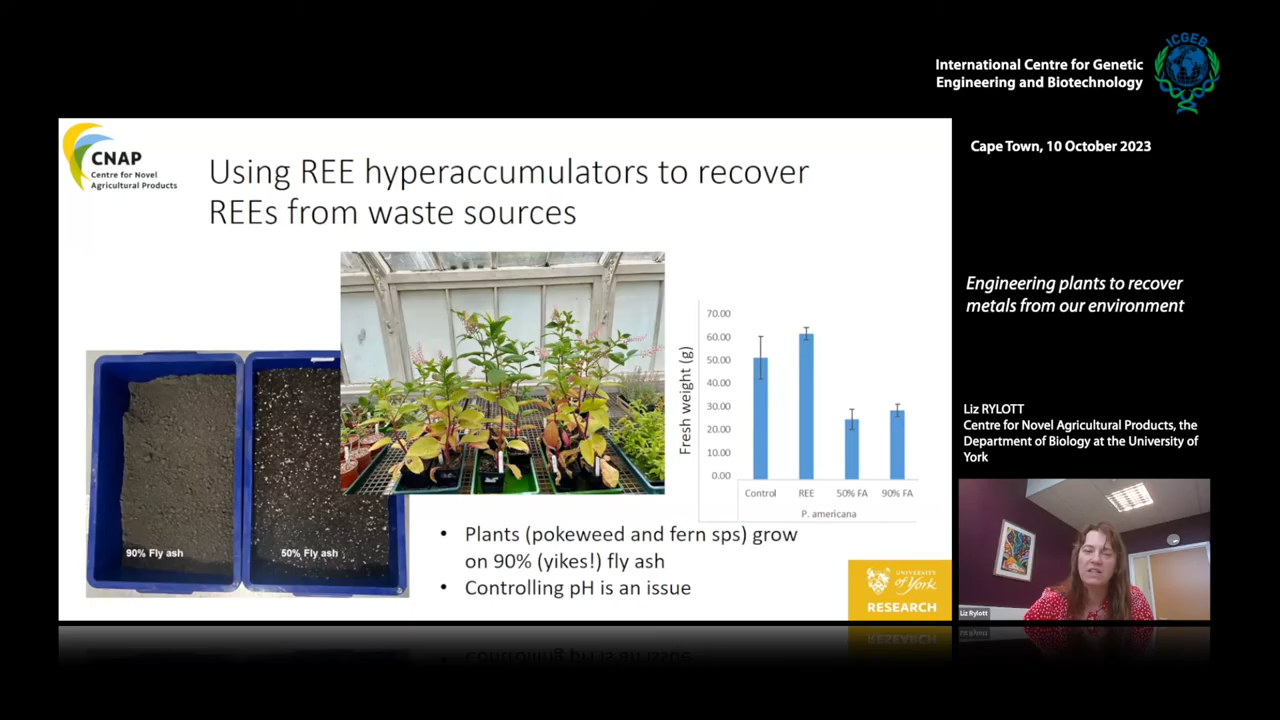 ICGEB
International Centre for Genetic
Engineering and Biotechnology
Cape Town, 10 October 2023
CNAP
Centre for Novel
Agricultural Products
Using REE hyperaccumulators to recover
REEs from waste sources
90% Fly ash
50% Fly ash
Fresh weight (g)
70.00
60.00
50.00
40.00
30.00
20.00
10.00
0.00
Control
REE
50% FA
90% FA
P. americana
• Plants (pokeweed and fern sps) grow
on 90% (yikes!) fly ash
• Controlling pH is an issue
UNIVERSITY
of York
RESEARCH
Engineering plants to recover
metals from our environment
Liz RYLOTT
Centre for Novel Agricultural Products, the
Department of Biology at the University of
York
Liz Rylott